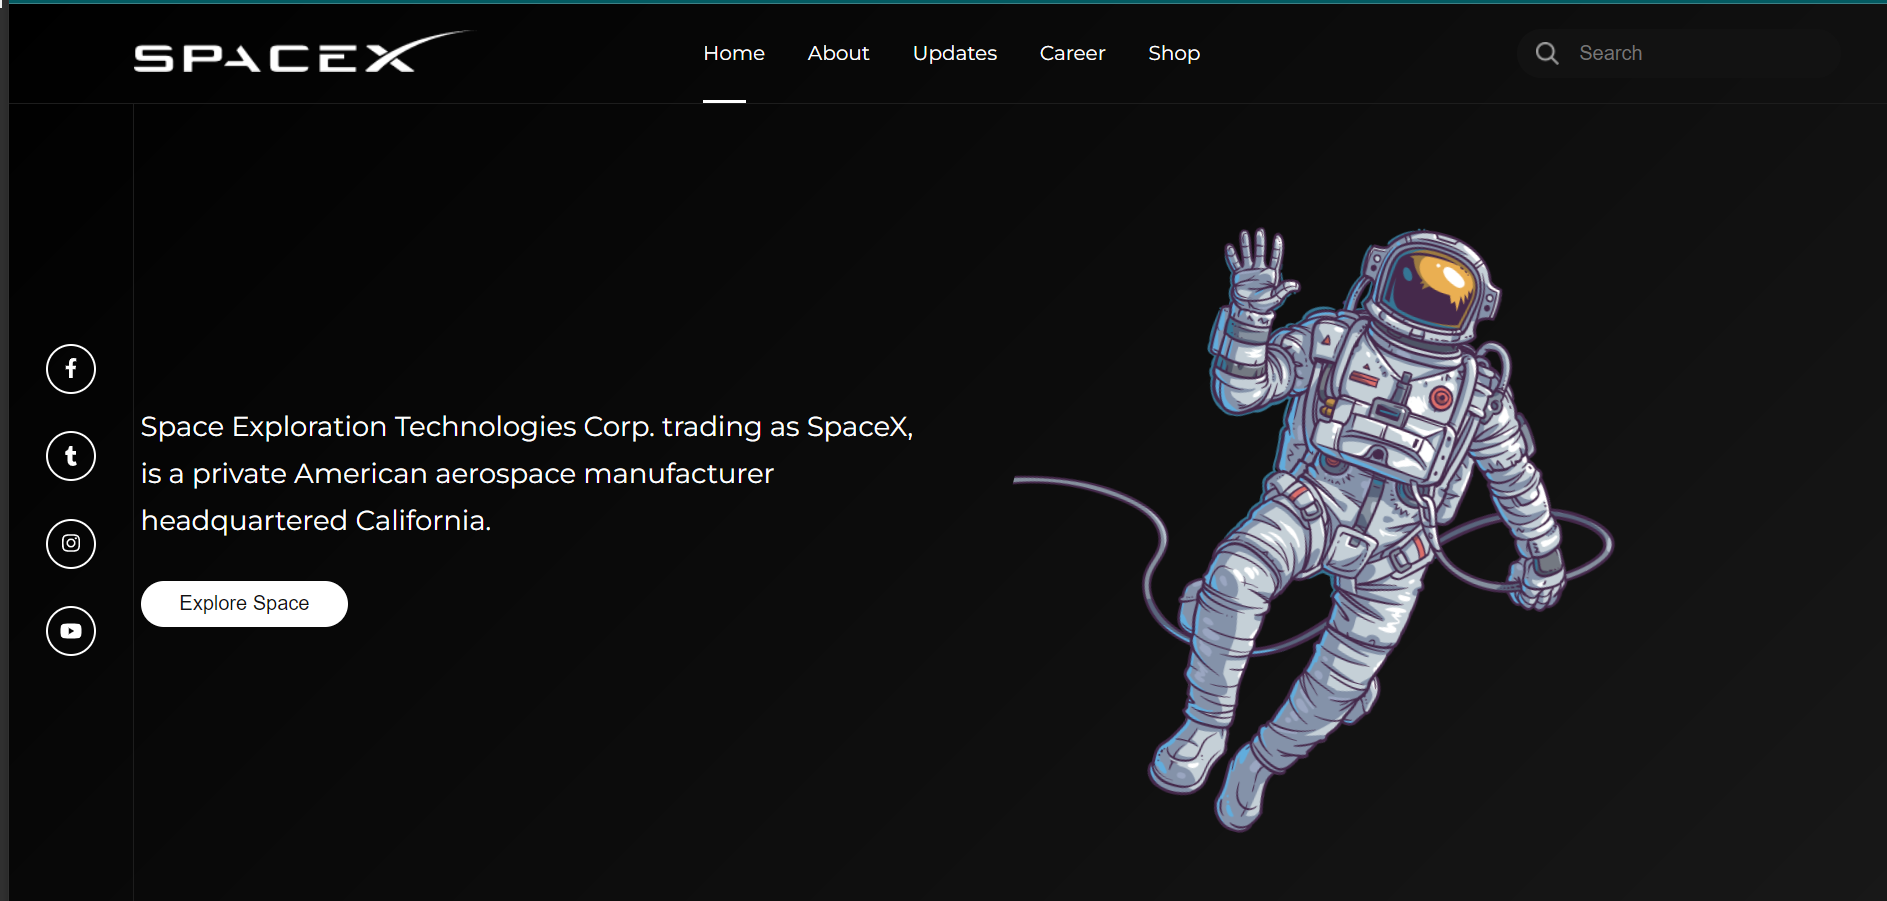 SPACEX
Home About Updates Career Shop
Search
Space Exploration Technologies Corp. trading as SpaceX,
is a private American aerospace manufacturer
headquartered California.
Explore Space